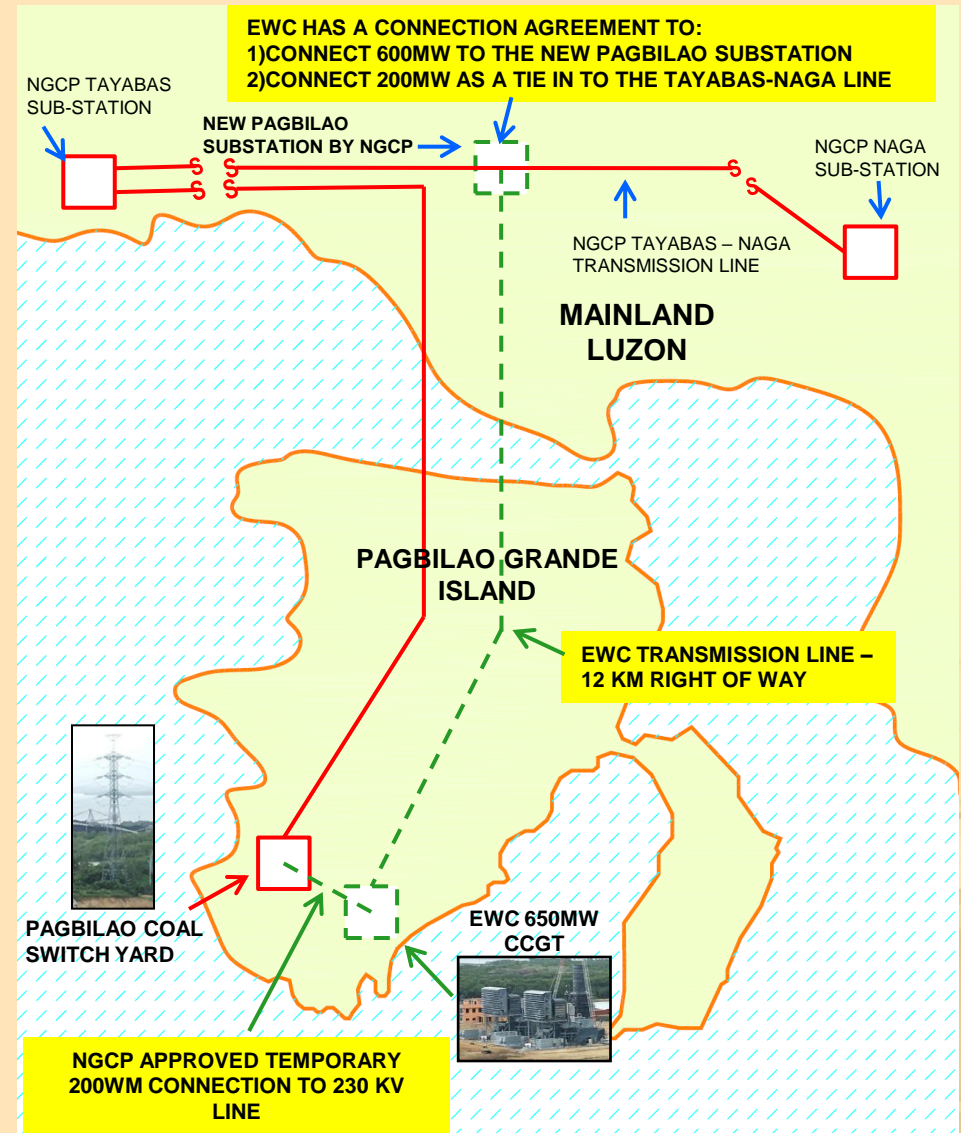 EWC HAS A CONNECTION AGREEMENT TO:
1)CONNECT 600MW TO THE NEW PAGBILAO SUBSTATION
2)CONNECT 200MW AS A TIE IN TO THE TAYABAS-NAGA LINE
NGCP TAYABAS
SUB-STATION
NEW PAGBILAO
SUBSTATION BY NGCP
NGCP NAGA
SUB-STATION
NGCP TAYABAS – NAGA
TRANSMISSION LINE
MAINLAND
LUZON
PAGBILAO GRANDE
ISLAND
EWC TRANSMISSION LINE –
12 KM RIGHT OF WAY
PAGBILAO COAL
SWITCH YARD
EWC 650MW
CCGT
NGCP APPROVED TEMPORARY
200WM CONNECTION TO 230 KV
LINE